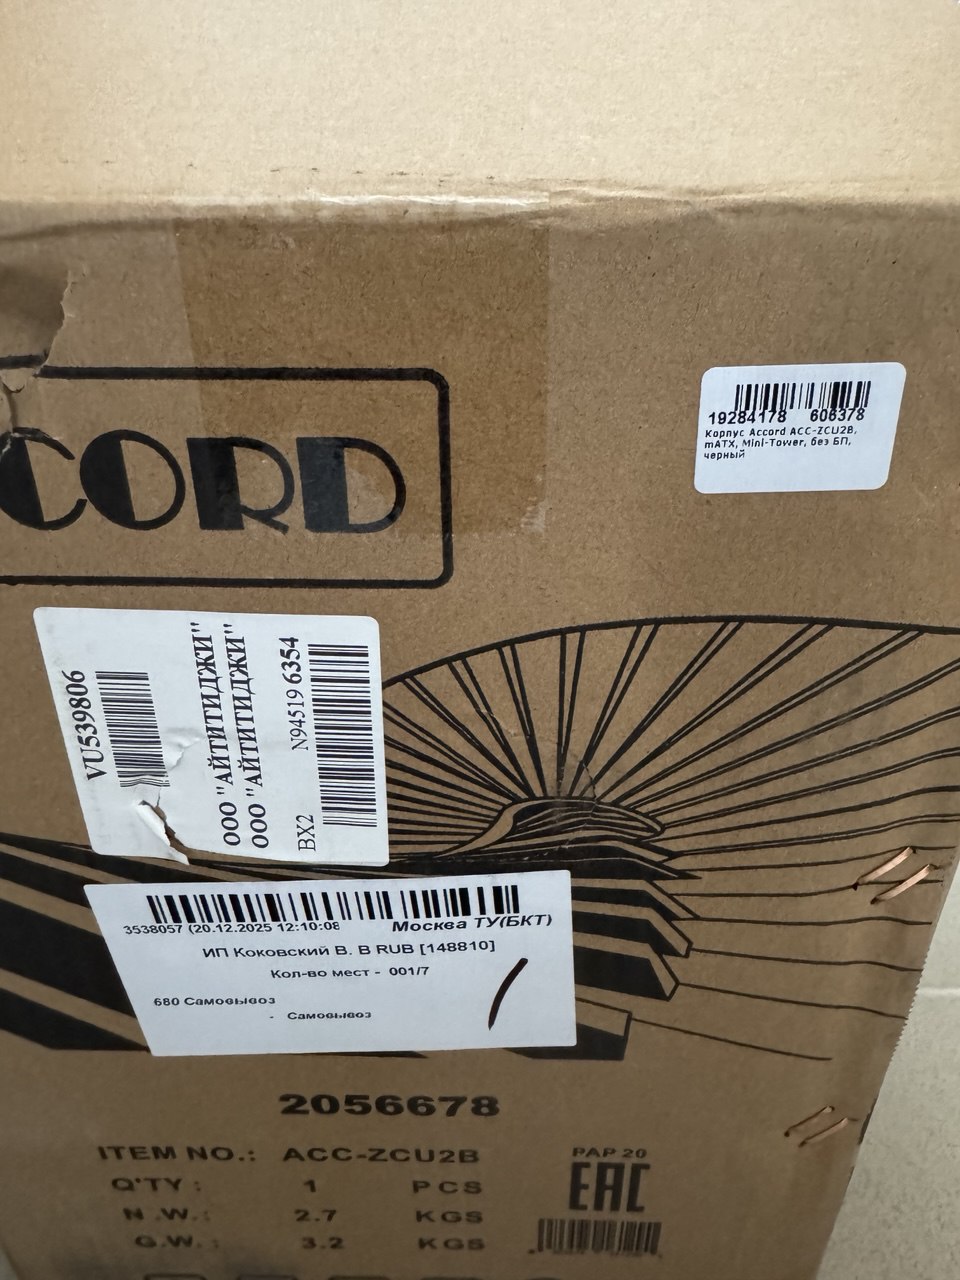 CORD
19284178 606378
Корпус Accord ACC-ZCU2B,
mATX, Mini-Tower, без БП,
черный
VU539806
ООО "АЙТИТИДЖИ"
ООО "АЙТИТИДЖИ"
BX2 N94519 6354
3538057 (20.12.2025 12:10:08 Москва ТУ(БКТ)
ИП Коковский В. В RUB [148810]
Кол-во мест - 001/7
680 Самовывоз
- Самовывоз
2056678
ITEM NO.: ACC-ZCU2B
Q'TY : 1 PCS
N.W.: 2.7 KGS
G.W.: 3.2 KGS
PAP 20
EAC